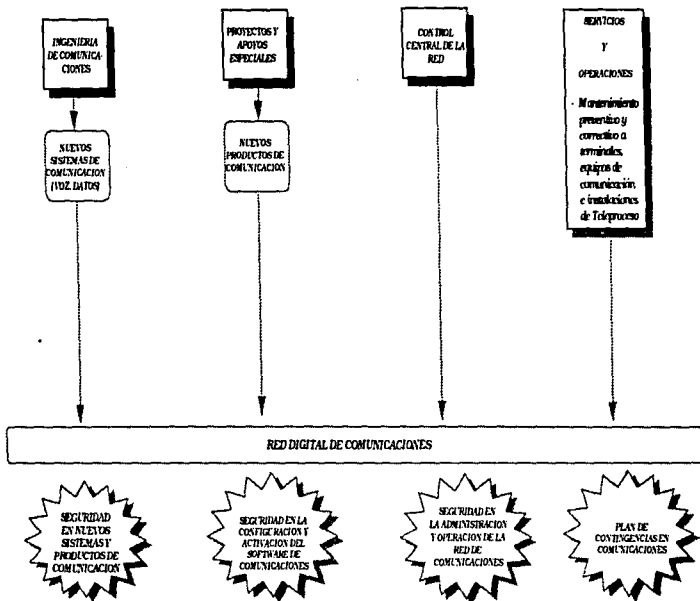 INGENIERIA
DE COMUNICA-
CIONES
PROYECTOS Y
APOYOS
ESPECIALES
CONTROL
CENTRAL DE LA
RED
SERVICIOS
Y
OPERACIONES
· Mantenimiento
preventivo y
correctivo a
terminales,
equipos de
comunicación
e instalaciones
de Teleproceso
NUEVOS
SISTEMAS DE
COMUNICACION
(VOZ, DATOS)
NUEVOS
PRODUCTOS DE
COMUNICACION
RED DIGITAL DE COMUNICACIONES
SEGURIDAD
EN NUEVOS
SISTEMAS Y
PRODUCTOS DE
COMUNICACION
SEGURIDAD EN LA
CONFIGURACION Y
ACTIVACION DEL
SOFTWARE DE
COMUNICACIONES
SEGURIDAD EN
LA ADMINISTRACION
Y OPERACION DE LA
RED DE
COMUNICACIONES
PLAN DE
CONTINGENCIAS EN
COMUNICACIONES